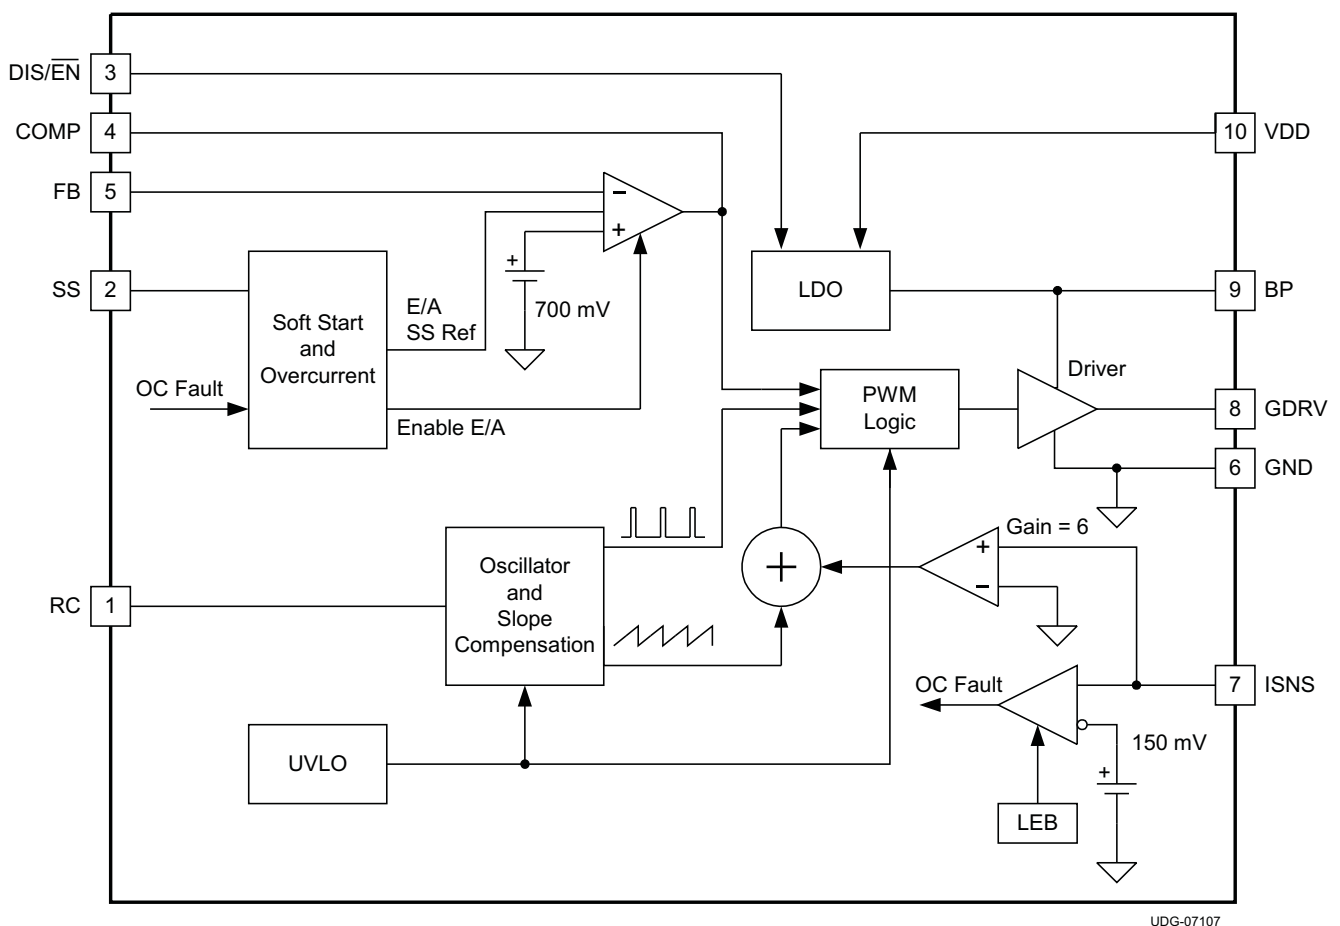 DIS/EN 3
COMP 4
FB 5
SS 2
RC 1
10 VDD
9 BP
8 GDRV
6 GND
7 ISNS
−
+
+
700 mV
Soft Start
and
Overcurrent
E/A
SS Ref
OC Fault
Enable E/A
LDO
PWM
Logic
Driver
Oscillator
and
Slope
Compensation
+
Gain = 6
+
−
UVLO
OC Fault
150 mV
+
LEB
UDG-07107